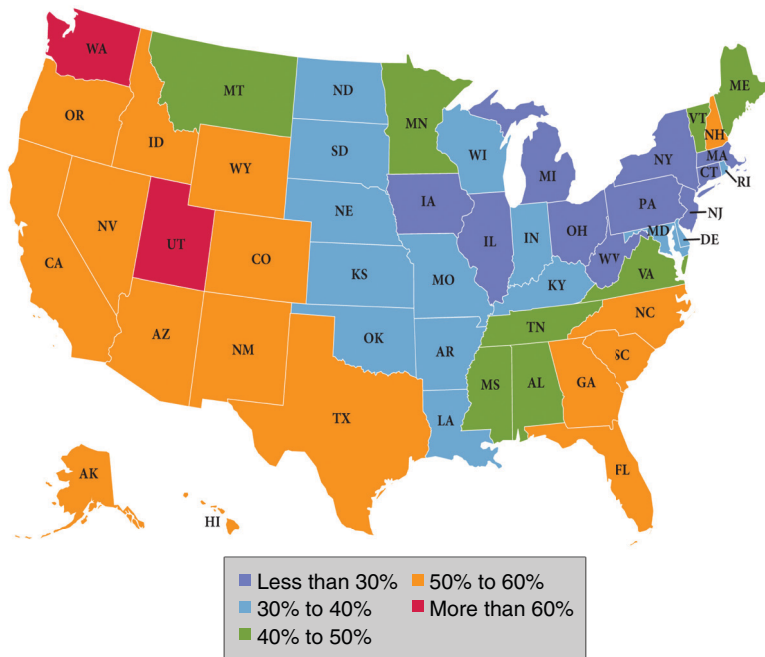 WA
MT
ND
MN
ME
VT
NH
OR
ID
WY
SD
WI
MI
NY
MA
CT
RI
NV
UT
CO
NE
IA
IL
IN
OH
PA
NJ
MD
DE
WV
VA
CA
AZ
NM
KS
MO
KY
OK
AR
TN
NC
SC
TX
LA
MS
AL
GA
FL
AK
HI
Less than 30%
50% to 60%
30% to 40%
More than 60%
40% to 50%